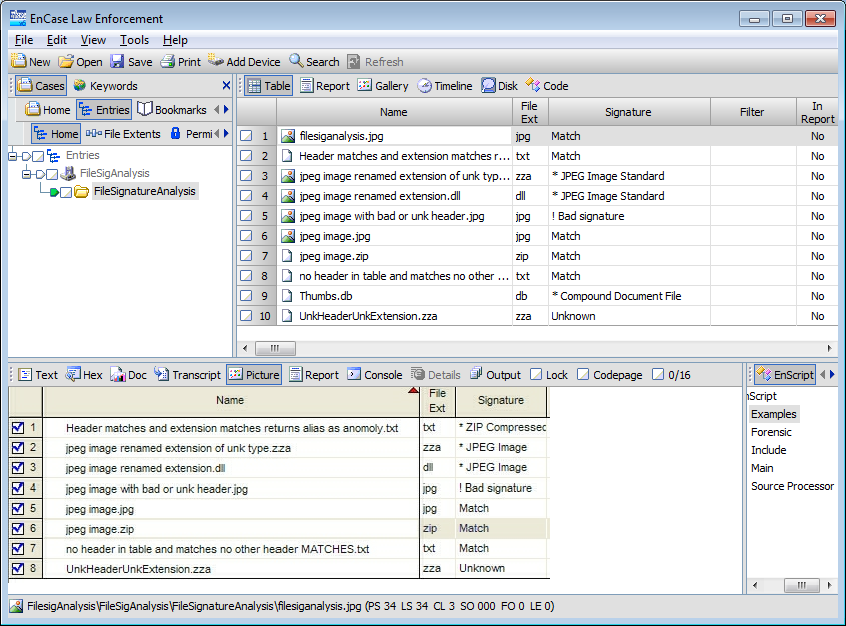 EnCase Law Enforcement
File Edit View Tools Help
New Open Save Print Add Device Search Refresh
Cases Keywords
Home Entries Bookmarks
Home File Extents Permi
Entries
FileSigAnalysis
FileSignatureAnalysis
Table Report Gallery Timeline Disk Code
Name File Ext Signature Filter In Report
1 filesiganalysis.jpg jpg Match No
2 Header matches and extension matches r... txt Match No
3 jpeg image renamed extension of unk typ... zza * JPEG Image Standard No
4 jpeg image renamed extension.dll dll * JPEG Image Standard No
5 jpeg image with bad or unk header.jpg jpg ! Bad signature No
6 jpeg image.jpg jpg Match No
7 jpeg image.zip zip Match No
8 no header in table and matches no other ... txt Match No
9 Thumbs.db db * Compound Document File No
10 UnkHeaderUnkExtension.zza zza Unknown No
Text Hex Doc Transcript Picture Report Console Details Output Lock Codepage 0/16
Name File Ext Signature
1 Header matches and extension matches returns alias as anomoly.txt txt * ZIP Compressed
2 jpeg image renamed extension of unk type.zza zza * JPEG Image
3 jpeg image renamed extension.dll dll * JPEG Image
4 jpeg image with bad or unk header.jpg jpg ! Bad signature
5 jpeg image.jpg jpg Match
6 jpeg image.zip zip Match
7 no header in table and matches no other header MATCHES.txt txt Match
8 UnkHeaderUnkExtension.zza zza Unknown
EnScript
nScript
Examples
Forensic
Include
Main
Source Processor
FilesigAnalysis\FileSigAnalysis\FileSignatureAnalysis\filesiganalysis.jpg (PS 34 LS 34 CL 3 SO 000 FO 0 LE 0)